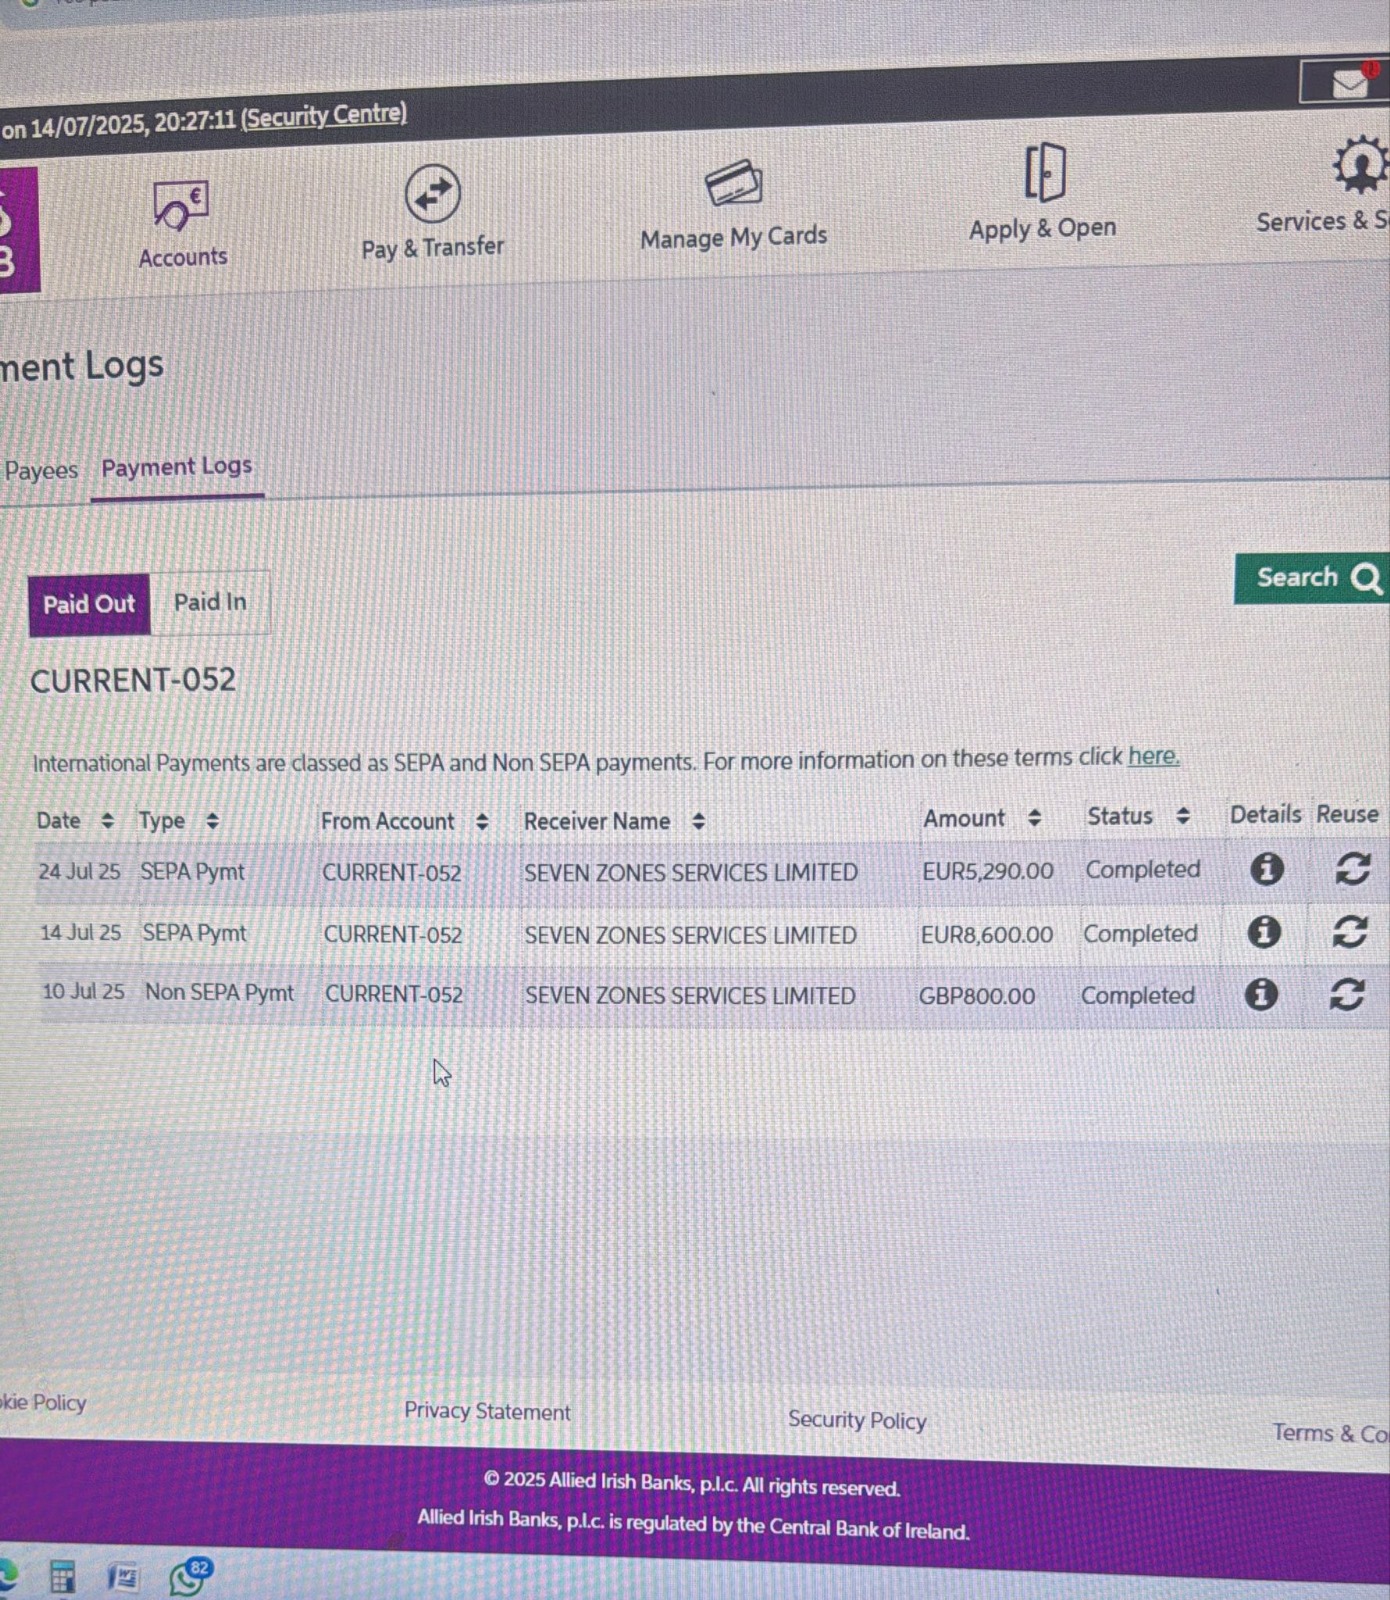 on 14/07/2025, 20:27:11 (Security Centre)
Accounts
Pay & Transfer
Manage My Cards
Apply & Open
Services &
Logs
Payees Payment Logs
Paid Out Paid In
Search
CURRENT-052
International Payments are classed as SEPA and Non SEPA payments. For more information on these terms click here.
Date Type From Account Receiver Name Amount Status Details Reuse
24 Jul 25 SEPA Pymt CURRENT-052 SEVEN ZONES SERVICES LIMITED EUR5,290.00 Completed
14 Jul 25 SEPA Pymt CURRENT-052 SEVEN ZONES SERVICES LIMITED EUR8,600.00 Completed
10 Jul 25 Non SEPA Pymt CURRENT-052 SEVEN ZONES SERVICES LIMITED GBP800.00 Completed
Policy Privacy Statement Security Policy Terms &
© 2025 Allied Irish Banks, p.l.c. All rights reserved.
Allied Irish Banks, p.l.c. is regulated by the Central Bank of Ireland.
82